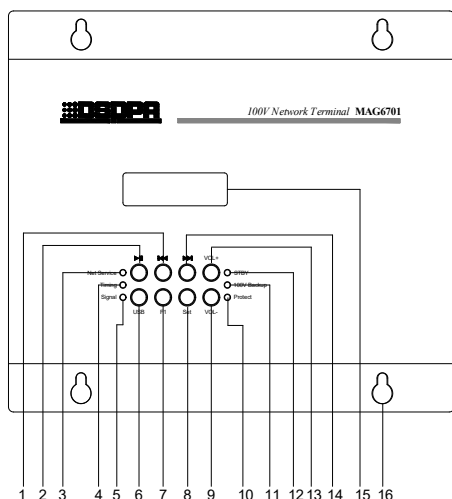 DSPPA
100V Network Terminal MAG6701
VOL+
Net Service
STBY
Timing
100V Backup
Signal
Protect
USB F1 Set VOL-
1 2 3 4 5 6 7 8 9 10 11 12 13 14 15 16